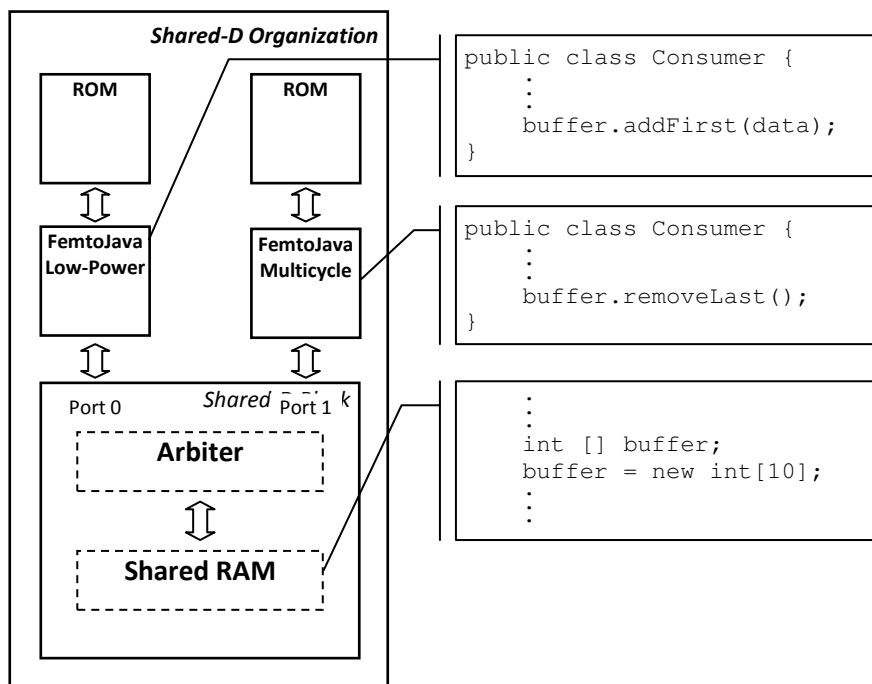 Shared-D Organization
ROM
ROM
FemtoJava
Low-Power
FemtoJava
Multicycle
Shared
Port 0
Port 1
Arbiter
Shared RAM
public class Consumer {
:
:
buffer.addFirst(data);
}
public class Consumer {
:
:
buffer.removeLast();
}
:
:
int [] buffer;
buffer = new int[10];
:
: